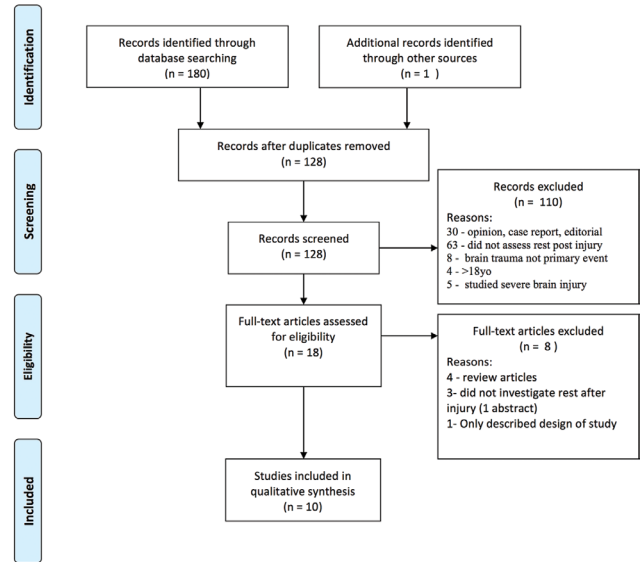 Identification
Records identified through
database searching
(n = 180)
Additional records identified
through other sources
(n = 1 )
Records after duplicates removed
(n = 128)
Screening
Records screened
(n = 128)
Records excluded
(n = 110)
Reasons:
30 - opinion, case report, editorial
63 - did not assess rest post injury
8 - brain trauma not primary event
4 - >18yo
5 - studied severe brain injury
Eligibility
Full-text articles assessed
for eligibility
(n = 18)
Full-text articles excluded
(n = 8 )
Reasons:
4 - review articles
3- did not investigate rest after
injury (1 abstract)
1- Only described design of study
Included
Studies included in
qualitative synthesis
(n = 10)